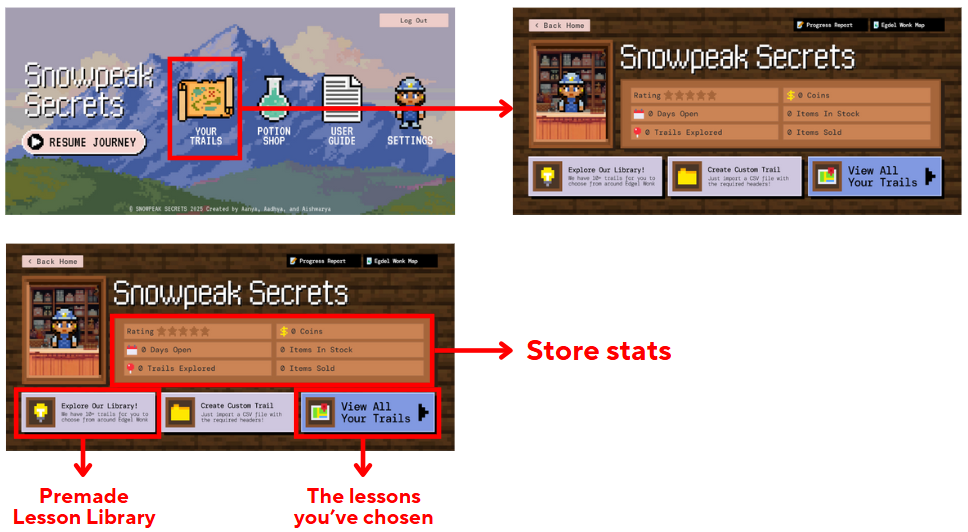 Log Out
Snowpeak
Secrets
RESUME JOURNEY
YOUR
TRAILS
POTION
SHOP
USER
GUIDE
SETTINGS
© SNOWPEAK SECRETS 2025 Created by Aanya, Aadhya, and Aishwarya
< Back Home
Progress Report
Egdel Wonk Map
Snowpeak Secrets
Rating
0 Coins
0 Days Open
0 Items In Stock
0 Trails Explored
0 Items Sold
Explore Our Library!
We have 10+ trails for you to
choose from around Edgel Wonk
Create Custom Trail
Just import a CSV file with
the required headers!
View All
Your Trails
< Back Home
Progress Report
Egdel Wonk Map
Snowpeak Secrets
Rating
0 Coins
0 Days Open
0 Items In Stock
0 Trails Explored
0 Items Sold
Store stats
Explore Our Library!
We have 10+ trails for you to
choose from around Edgel Wonk
Create Custom Trail
Just import a CSV file with
the required headers!
View All
Your Trails
Premade
Lesson Library
The lessons
you've chosen